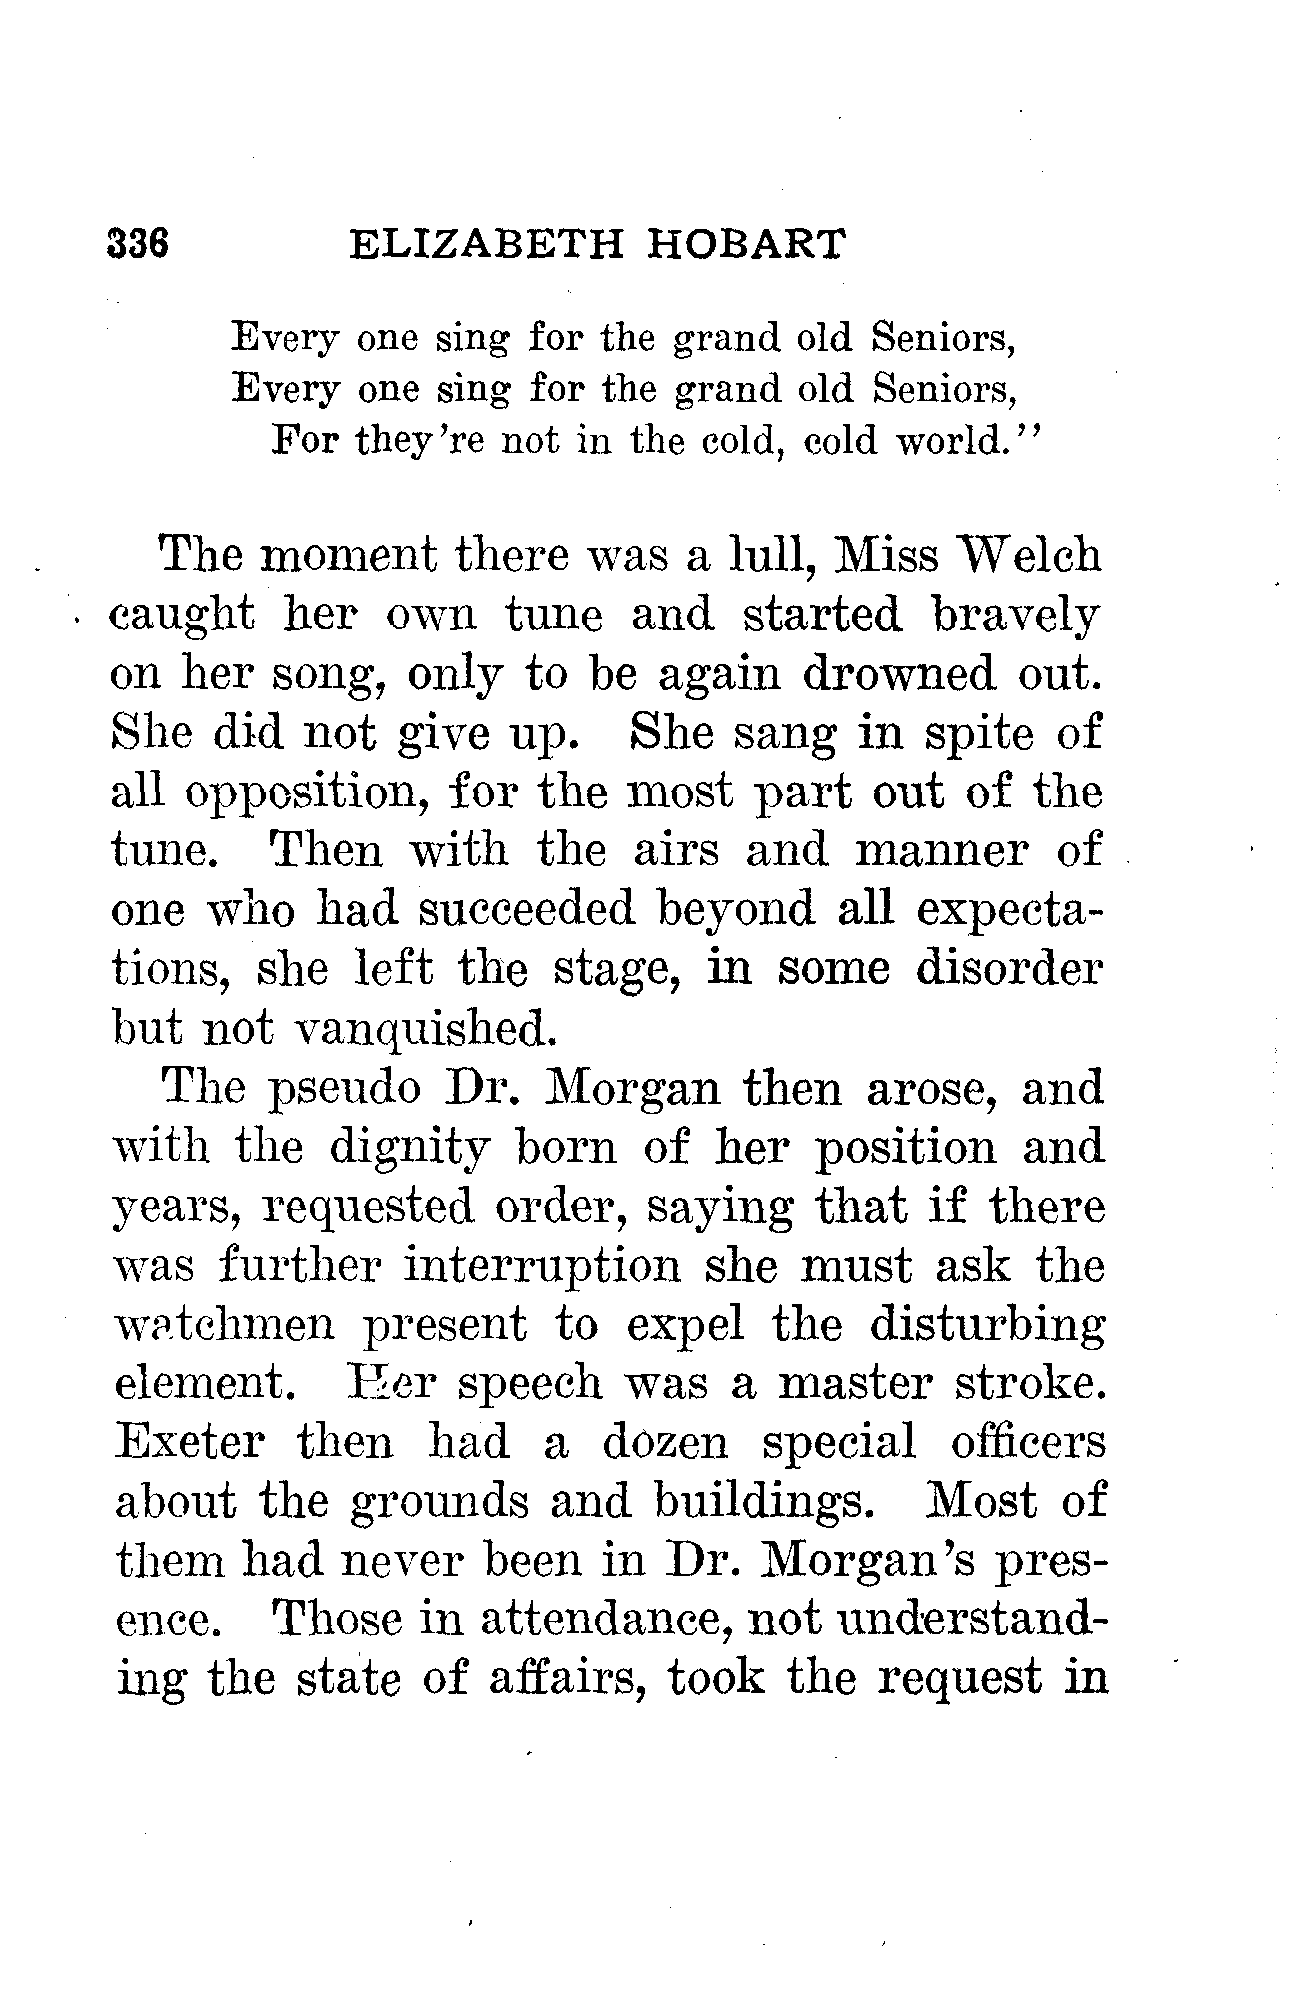 336 ELIZABETH HOBART
Every one sing for the grand old Seniors,
Every one sing for the grand old Seniors,
For they're not in the cold, cold world."
The moment there was a lull, Miss Welch
caught her own tune and started bravely
on her song, only to be again drowned out.
She did not give up. She sang in spite of
all opposition, for the most part out of the
tune. Then with the airs and manner of
one who had succeeded beyond all expecta-
tions, she left the stage, in some disorder
but not vanquished.
The pseudo Dr. Morgan then arose, and
with the dignity born of her position and
years, requested order, saying that if there
was further interruption she must ask the
watchmen present to expel the disturbing
element. Her speech was a master stroke.
Exeter then had a dozen special officers
about the grounds and buildings. Most of
them had never been in Dr. Morgan's pres-
ence. Those in attendance, not understand-
ing the state of affairs, took the request in